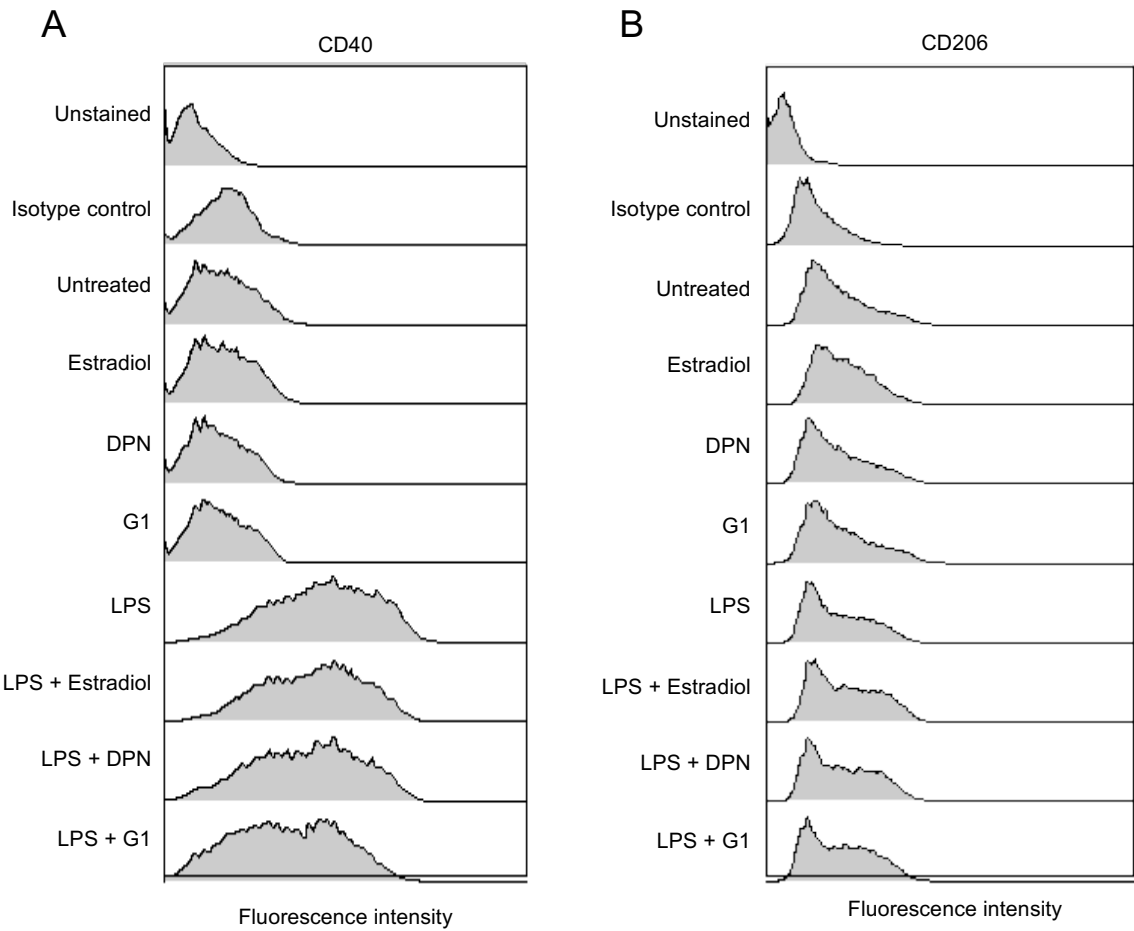 A
CD40
Unstained
Isotype control
Untreated
Estradiol
DPN
G1
LPS
LPS + Estradiol
LPS + DPN
LPS + G1
Fluorescence intensity
B
CD206
Unstained
Isotype control
Untreated
Estradiol
DPN
G1
LPS
LPS + Estradiol
LPS + DPN
LPS + G1
Fluorescence intensity